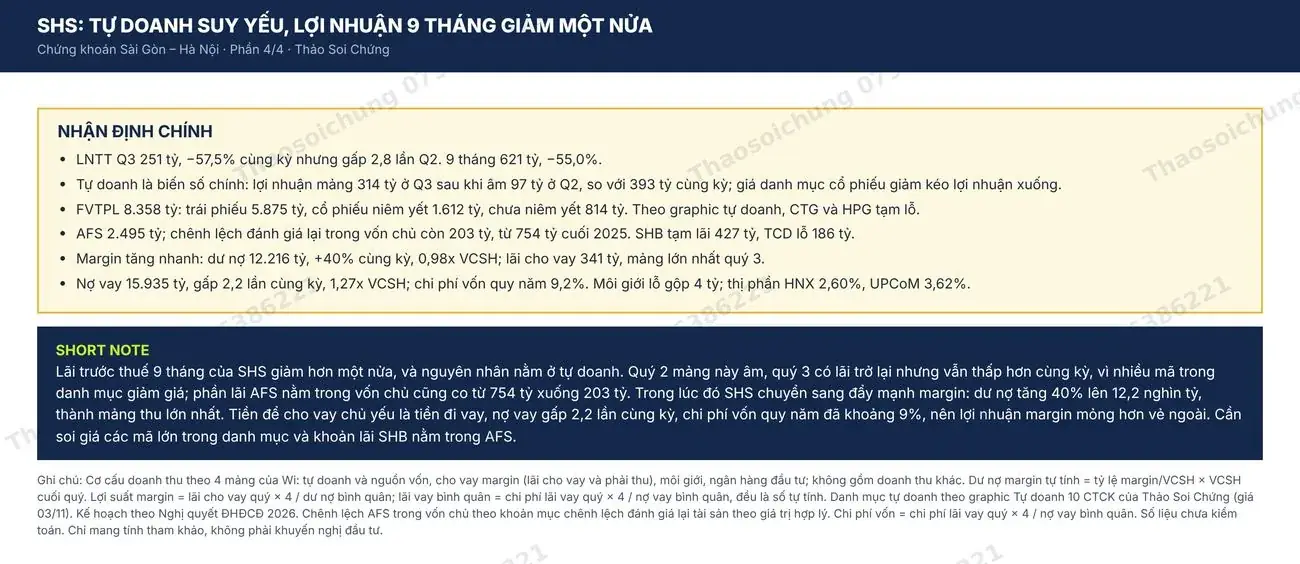 SHS: TỰ DOANH SUY YẾU, LỢI NHUẬN 9 THÁNG GIẢM MỘT NỬA
Chứng khoán Sài Gòn – Hà Nội · Phần 4/4 · Thảo Soi Chứng
NHẬN ĐỊNH CHÍNH
• LNTT Q3 251 tỷ, −57,5% cùng kỳ nhưng gấp 2,8 lần Q2. 9 tháng 621 tỷ, −55,0%.
• Tự doanh là biến số chính: lợi nhuận mảng 314 tỷ ở Q3 sau khi âm 97 tỷ ở Q2, so với 393 tỷ cùng kỳ; giá danh mục cổ phiếu giảm kéo lợi nhuận xuống.
• FVTPL 8.358 tỷ: trái phiếu 5.875 tỷ, cổ phiếu niêm yết 1.612 tỷ, chưa niêm yết 814 tỷ. Theo graphic tự doanh, CTG và HPG tạm lỗ.
• AFS 2.495 tỷ; chênh lệch đánh giá lại trong vốn chủ còn 203 tỷ, từ 754 tỷ cuối 2025. SHB tạm lãi 427 tỷ, TCD lỗ 186 tỷ.
• Margin tăng nhanh: dư nợ 12.216 tỷ, +40% cùng kỳ, 0,98x VCSH; lãi cho vay 341 tỷ, mảng lớn nhất quý 3.
• Nợ vay 15.935 tỷ, gấp 2,2 lần cùng kỳ, 1,27x VCSH; chi phí vốn quy năm 9,2%. Môi giới lỗ gộp 4 tỷ; thị phần HNX 2,60%, UPCoM 3,62%.
SHORT NOTE
Lãi trước thuế 9 tháng của SHS giảm hơn một nửa, và nguyên nhân nằm ở tự doanh. Quý 2 mảng này âm, quý 3 có lãi trở lại nhưng vẫn thấp hơn cùng kỳ, vì nhiều mã trong
danh mục giảm giá; phần lãi AFS nằm trong vốn chủ cũng co từ 754 tỷ xuống 203 tỷ. Trong lúc đó SHS chuyển sang đẩy mạnh margin: dư nợ tăng 40% lên 12,2 nghìn tỷ,
thành mảng thu lớn nhất. Tiền để cho vay chủ yếu là tiền đi vay, nợ vay gấp 2,2 lần cùng kỳ, chi phí vốn quy năm đã khoảng 9%, nên lợi nhuận margin mỏng hơn vẻ ngoài. Cần
soi giá các mã lớn trong danh mục và khoản lãi SHB nằm trong AFS.
Ghi chú: Cơ cấu doanh thu theo 4 mảng của Wi: tự doanh và nguồn vốn, cho vay margin (lãi cho vay và phải thu), môi giới, ngân hàng đầu tư; không gồm doanh thu khác. Dư nợ margin tự tính = tỷ lệ margin/VCSH × VCSH
cuối quý. Lợi suất margin = lãi cho vay quý × 4 / dư nợ bình quân; lãi vay bình quân = chi phí lãi vay quý × 4 / nợ vay bình quân, đều là số tự tính. Danh mục tự doanh theo graphic Tự doanh 10 CTCK của Thảo Soi Chứng (giá
03/11). Kế hoạch theo Nghị quyết ĐHĐCĐ 2026. Chênh lệch AFS trong vốn chủ theo khoản mục chênh lệch đánh giá lại tài sản theo giá trị hợp lý. Chi phí vốn = chi phí lãi vay quý × 4 / nợ vay bình quân. Số liệu chưa kiểm
toán. Chỉ mang tính tham khảo, không phải khuyến nghị đầu tư.